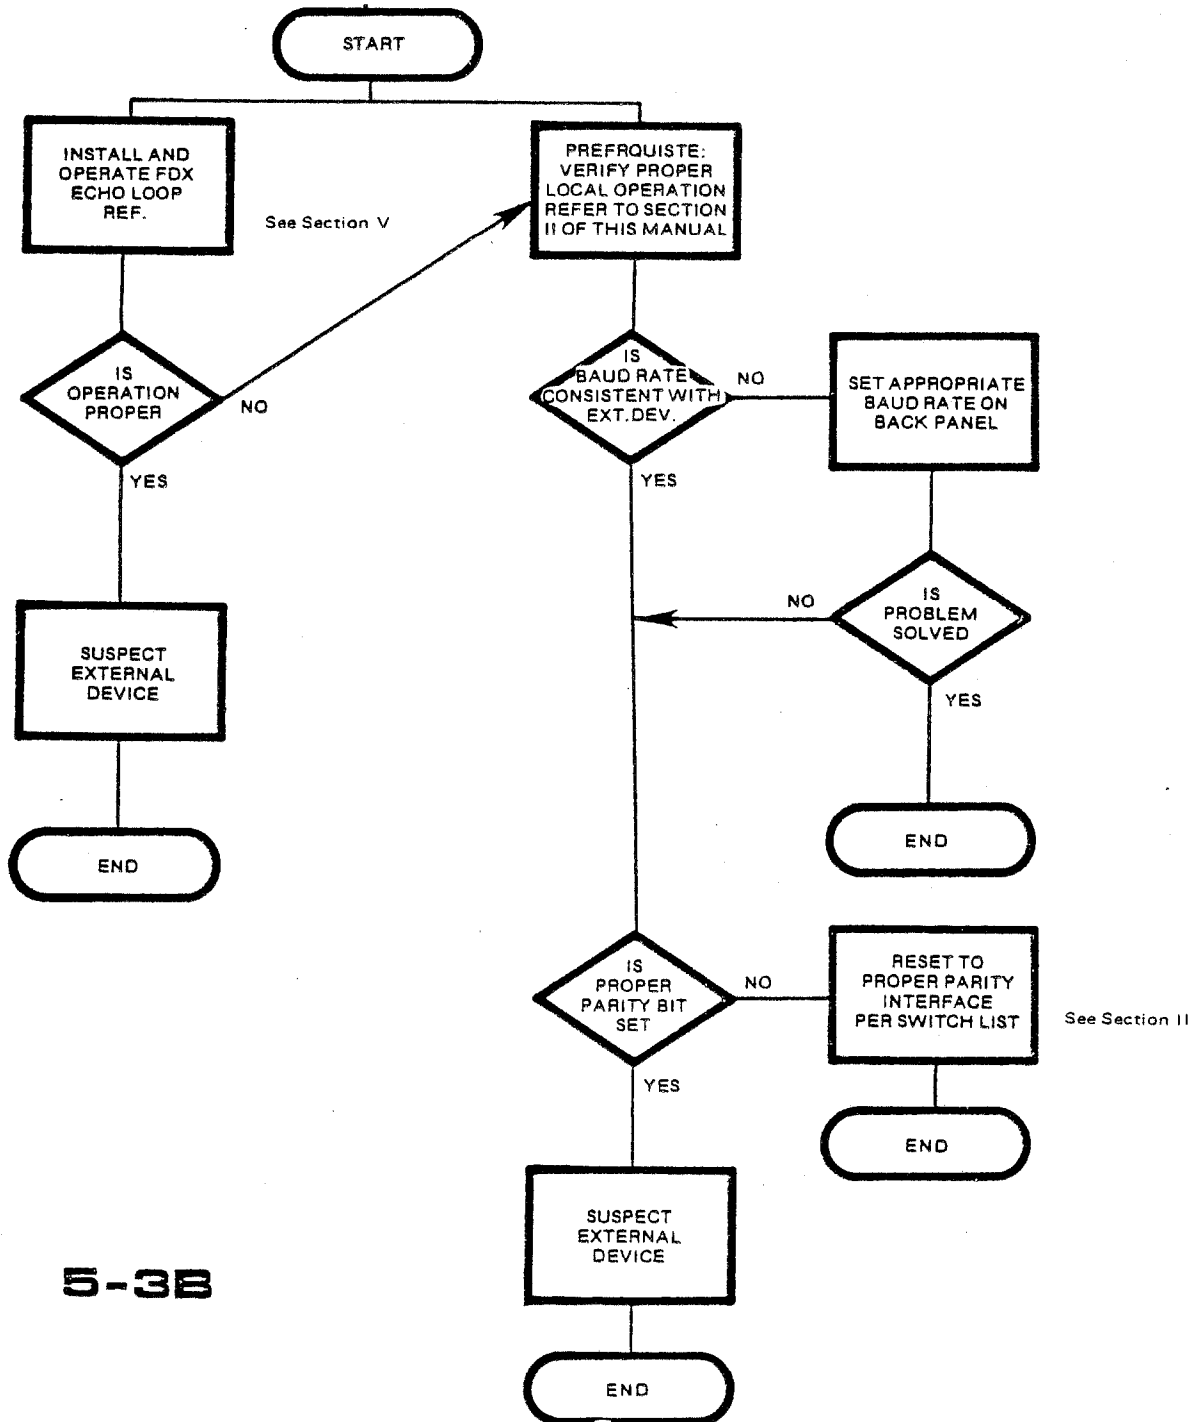 START
INSTALL AND
OPERATE FDX
ECHO LOOP
REF.
See Section V
PREFRQUISTE:
VERIFY PROPER
LOCAL OPERATION
REFER TO SECTION
II OF THIS MANUAL
IS
OPERATION
PROPER
NO
YES
IS
BAUD RATE
CONSISTENT WITH
EXT.DEV.
NO
YES
SET APPROPRIATE
BAUD RATE ON
BACK PANEL
IS
PROBLEM
SOLVED
NO
YES
END
SUSPECT
EXTERNAL
DEVICE
END
IS
PROPER
PARITY BIT
SET
NO
YES
RESET TO
PROPER PARITY
INTERFACE
PER SWITCH LIST
See Section II
END
SUSPECT
EXTERNAL
DEVICE
END
5-3B